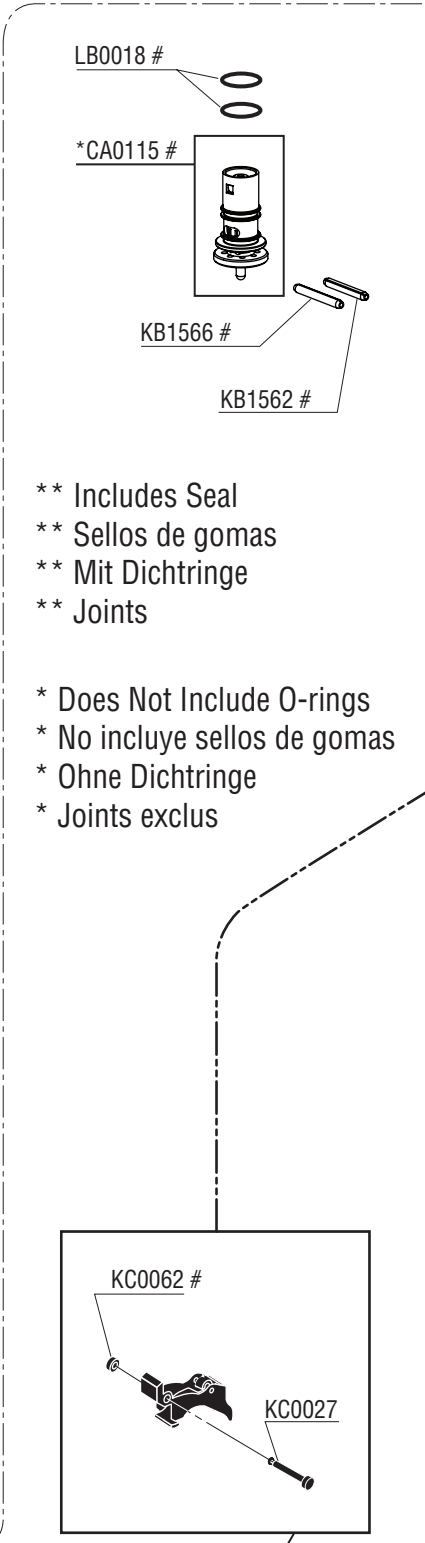 LB0018 #
*CA0115 #
KB1566 #
KB1562 #
** Includes Seal
** Sellos de gomas
** Mit Dichtringe
** Joints
* Does Not Include O-rings
* No incluye sellos de gomas
* Ohne Dichtringe
* Joints exclus
KC0062 #
KC0027